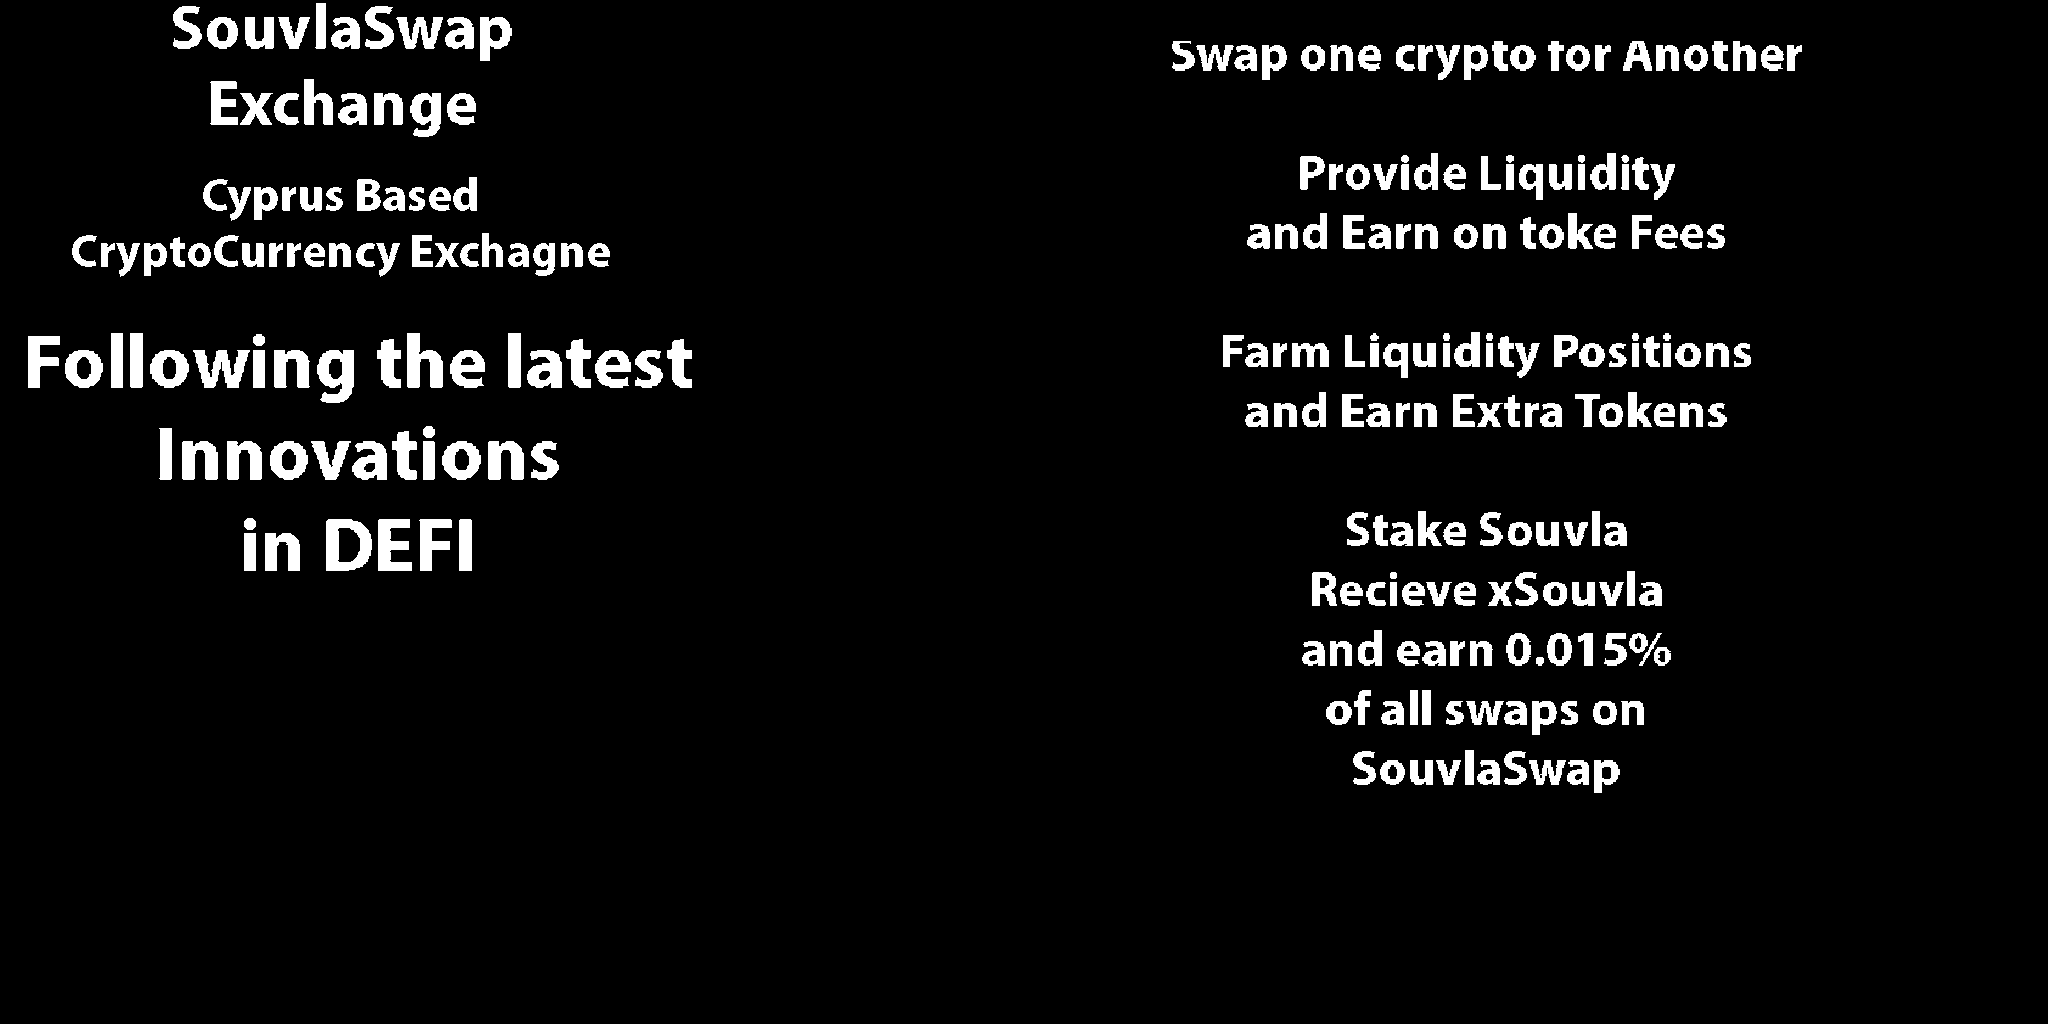 SouvlaSwap
Exchange
Cyprus Based
CryptoCurrency Exchagne
Following the latest
Innovations
in DEFI
Swap one crypto for Another
Provide Liquidity
and Earn on toke Fees
Farm Liquidity Positions
and Earn Extra Tokens
Stake Souvla
Recieve xSouvla
and earn 0.015%
of all swaps on
SouvlaSwap